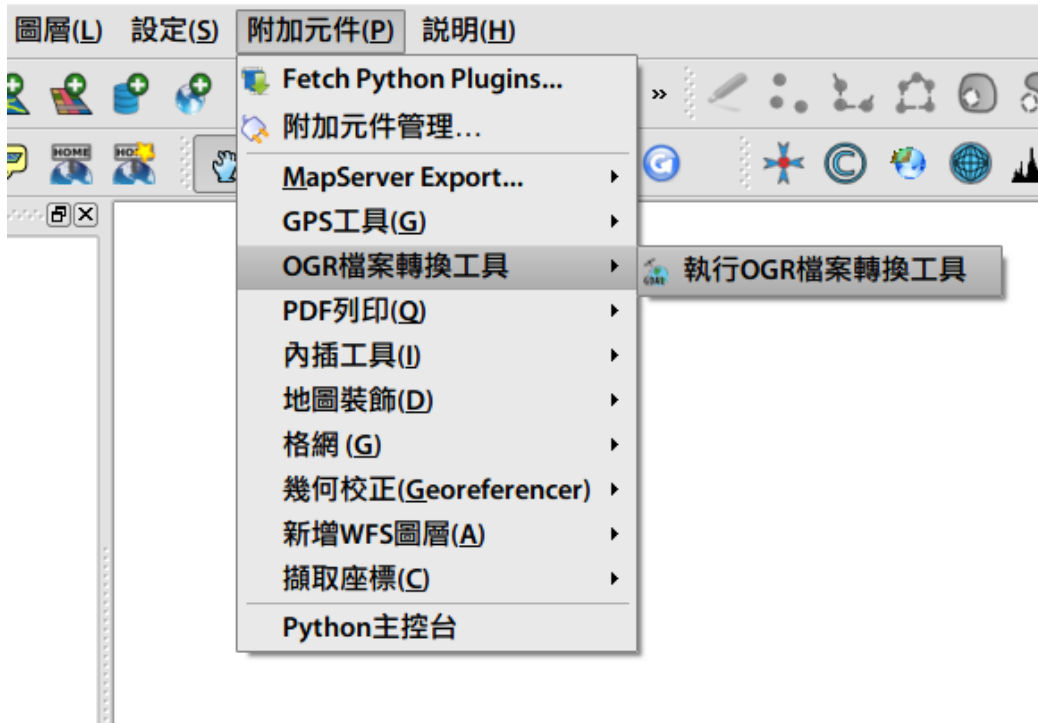 圖層(L) 設定(S) 附加元件(P) 説明(H)
Fetch Python Plugins...
附加元件管理...
MapServer Export...
GPS工具(G)
OGR檔案轉換工具
執行OGR檔案轉換工具
PDF列印(Q)
內插工具(I)
地圖裝飾(D)
格網 (G)
幾何校正(Georeferencer)
新增WFS圖層(A)
擷取座標(C)
Python主控台
HOME